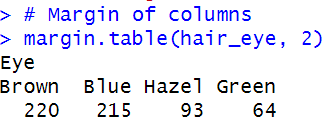 > # Margin of columns
> margin.table(hair_eye, 2)
Eye
Brown  Blue Hazel Green
  220   215    93    64